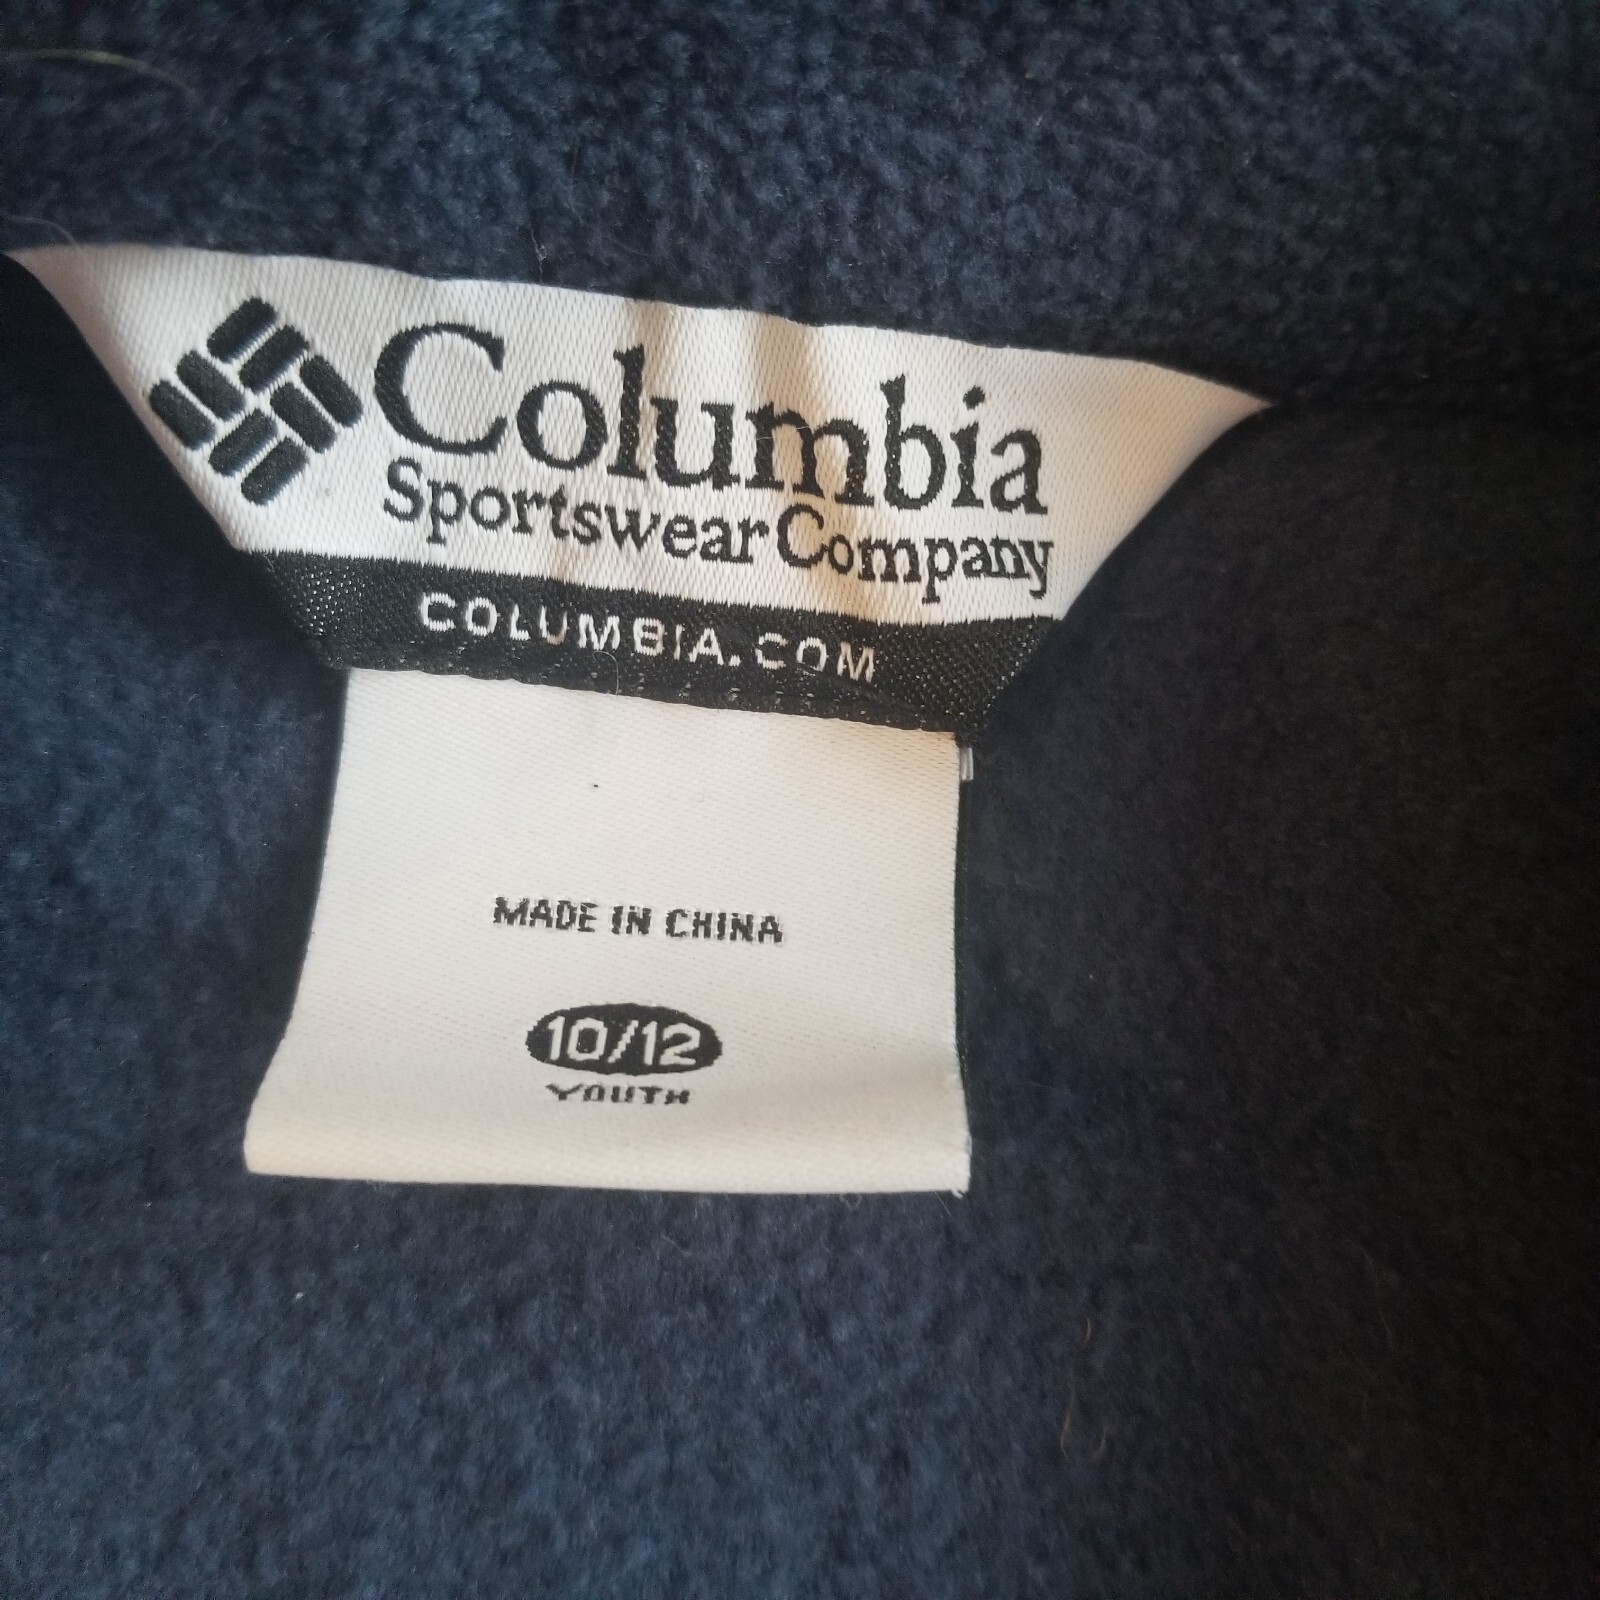 Columbia
Sportswear Company
COLUMBIA.COM
MADE IN CHINA
10/12
YOUTH